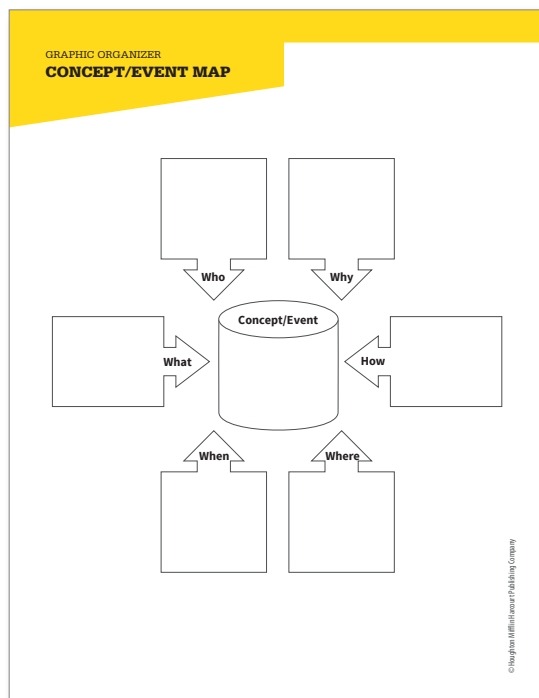 GRAPHIC ORGANIZER
CONCEPT/EVENT MAP
Who
Why
Concept/Event
What
How
When
Where
© Houghton Mifflin Harcourt Publishing Company